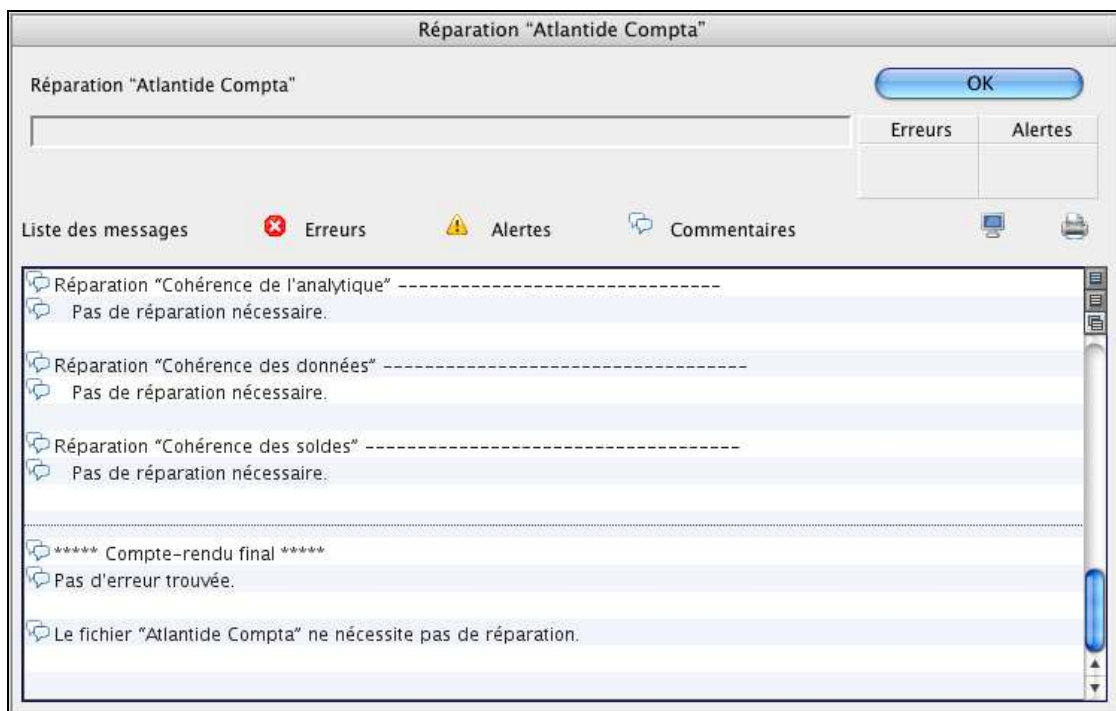 Réparation “Atlantide Compta”
Réparation “Atlantide Compta”
OK
Erreurs Alertes
Liste des messages Erreurs Alertes Commentaires
Réparation “Cohérence de l'analytique” -------------------------------
Pas de réparation nécessaire.
Réparation “Cohérence des données” -----------------------------------
Pas de réparation nécessaire.
Réparation “Cohérence des soldes” ------------------------------------
Pas de réparation nécessaire.
***** Compte-rendu final *****
Pas d'erreur trouvée.
Le fichier “Atlantide Compta” ne nécessite pas de réparation.